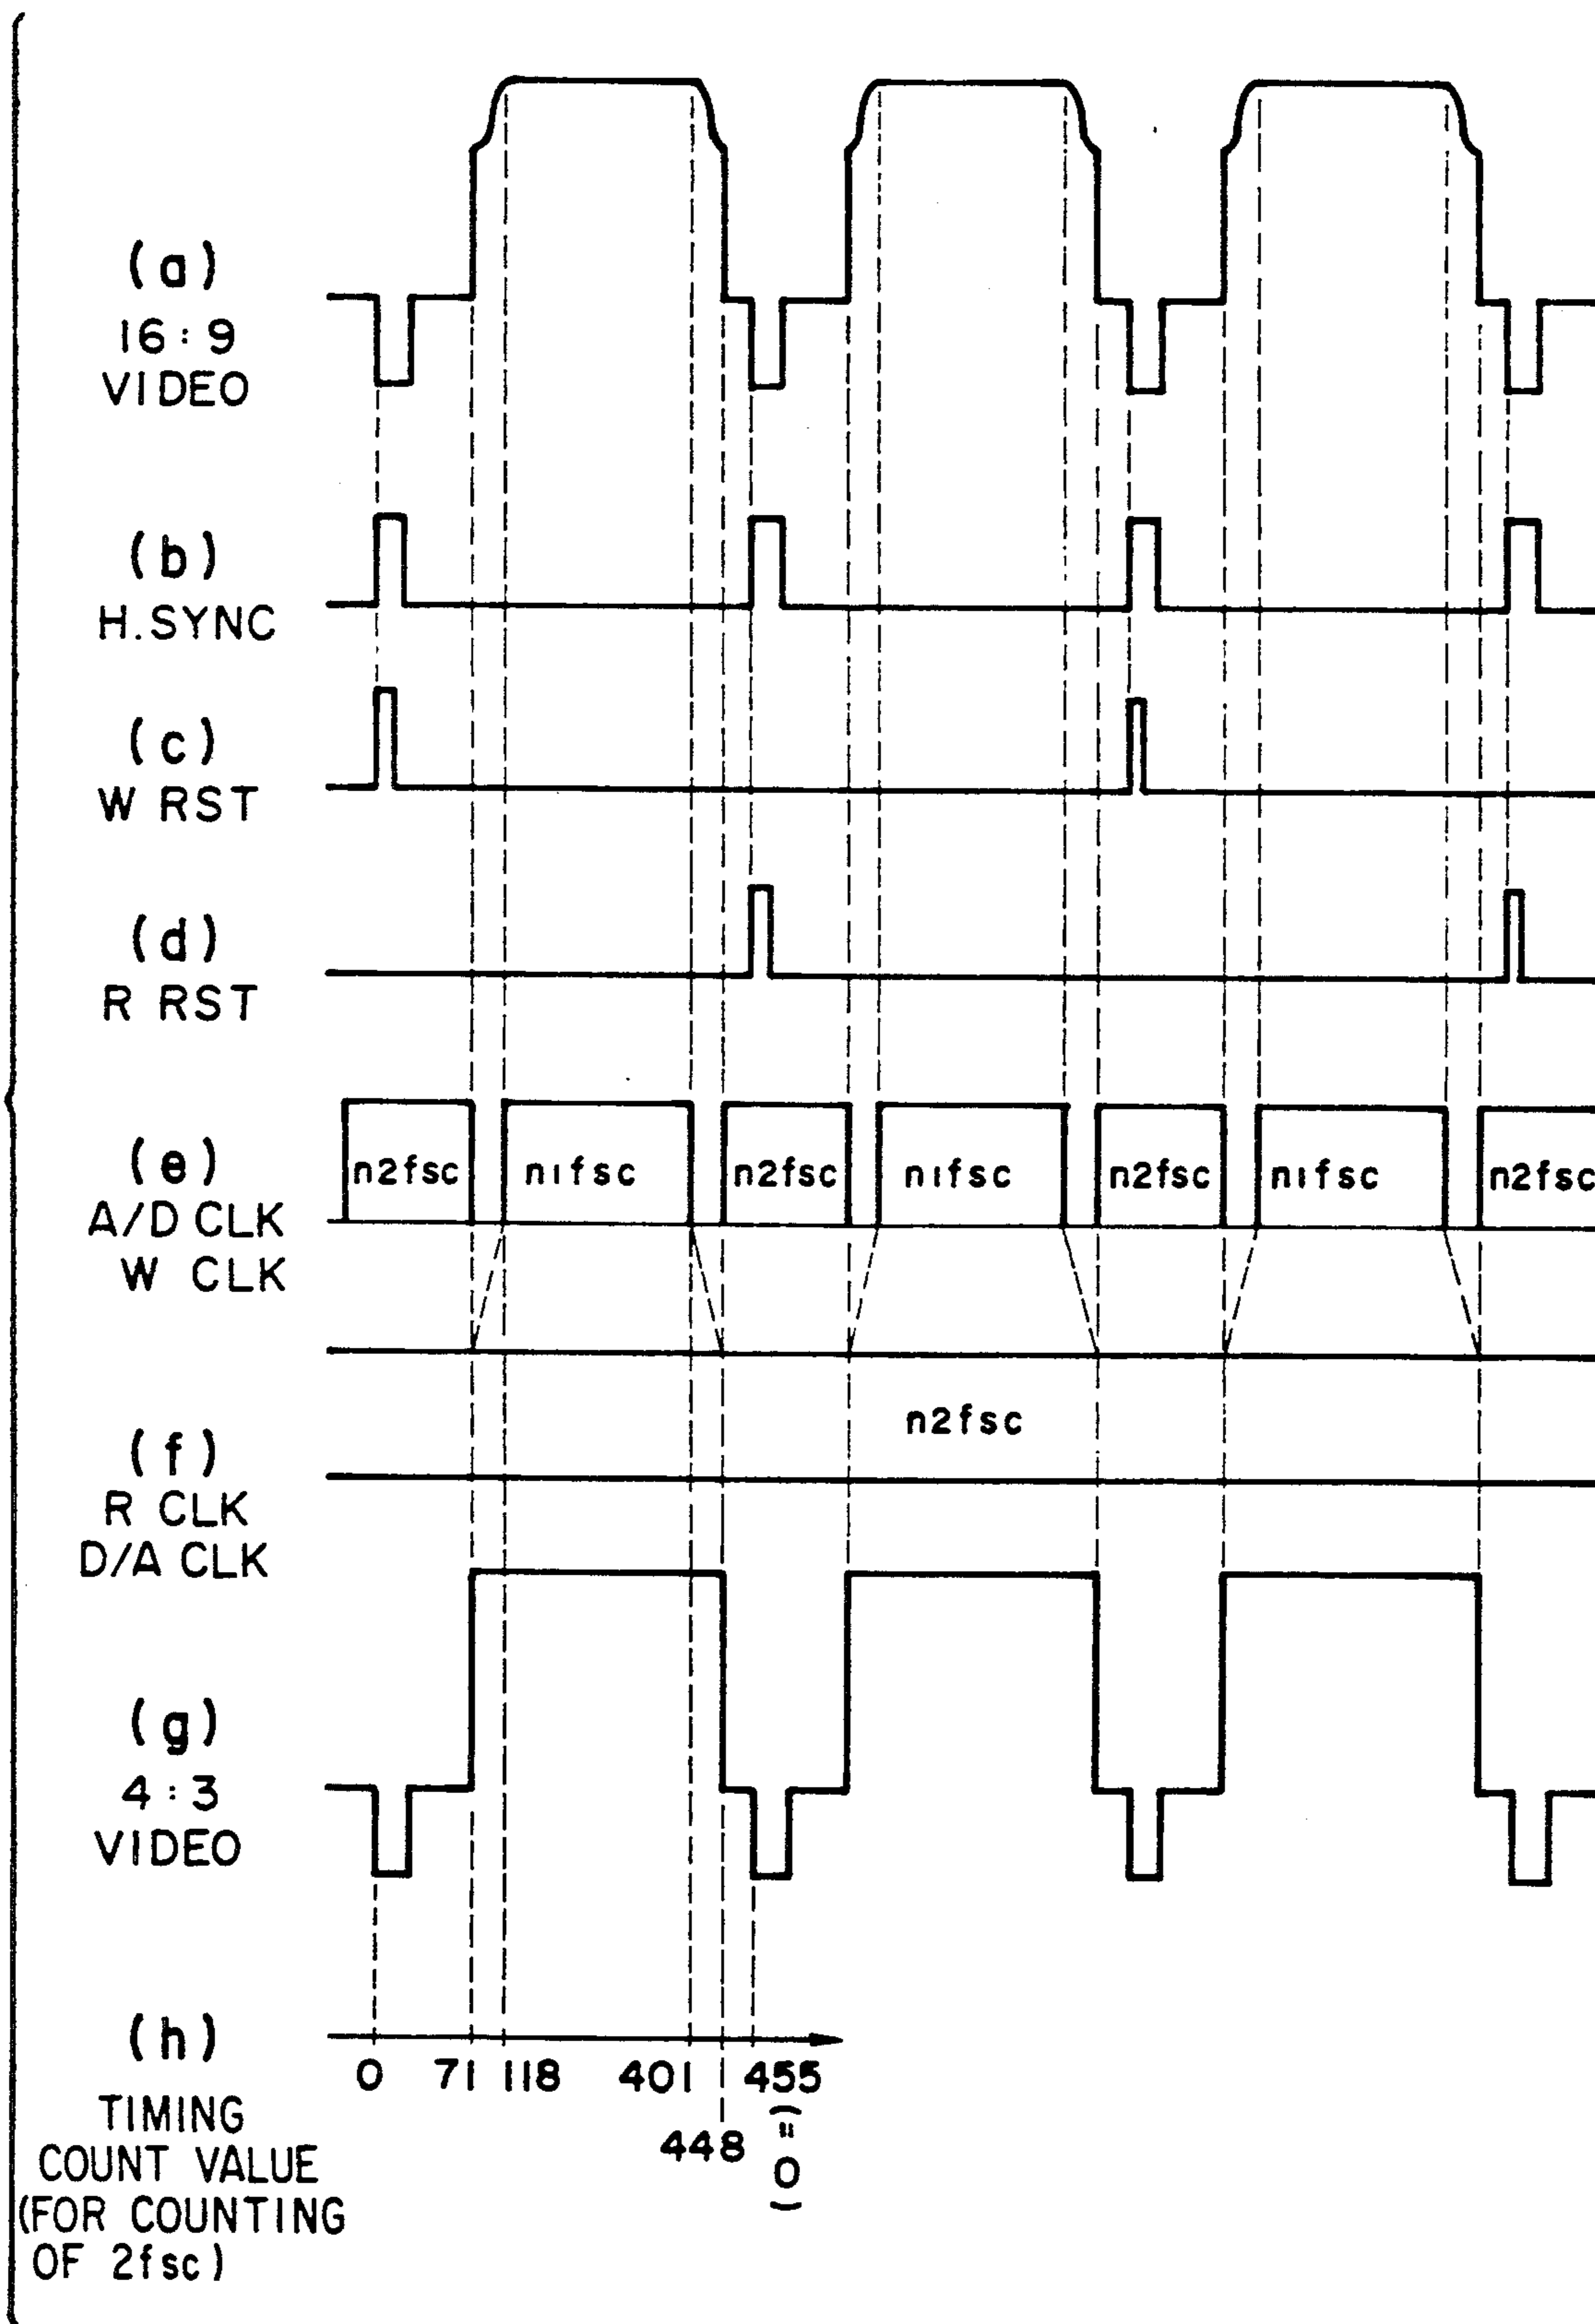 (a)
16:9
VIDEO
(b)
H.SYNC
(c)
W RST
(d)
R RST
(e)
A/D CLK
W CLK
n2fsc n1fsc n2fsc n1fsc n2fsc n1fsc n2fsc
(f)
R CLK
D/A CLK
n2fsc
(g)
4:3
VIDEO
(h)
TIMING
COUNT VALUE
(FOR COUNTING
OF 2fsc)
0 71 118 401 455
448 (=0)